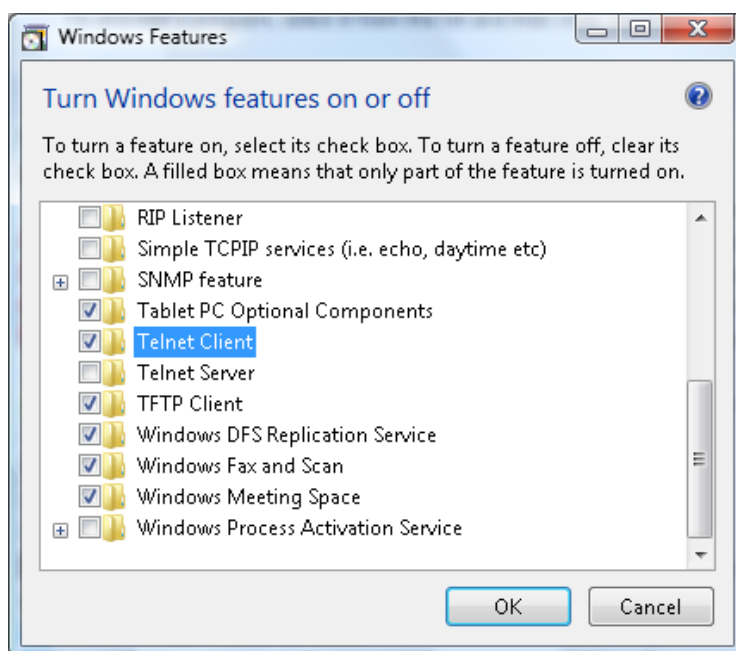 Windows Features
Turn Windows features on or off
To turn a feature on, select its check box. To turn a feature off, clear its
check box. A filled box means that only part of the feature is turned on.
RIP Listener
Simple TCPIP services (i.e. echo, daytime etc)
SNMP feature
Tablet PC Optional Components
Telnet Client
Telnet Server
TFTP Client
Windows DFS Replication Service
Windows Fax and Scan
Windows Meeting Space
Windows Process Activation Service
OK
Cancel